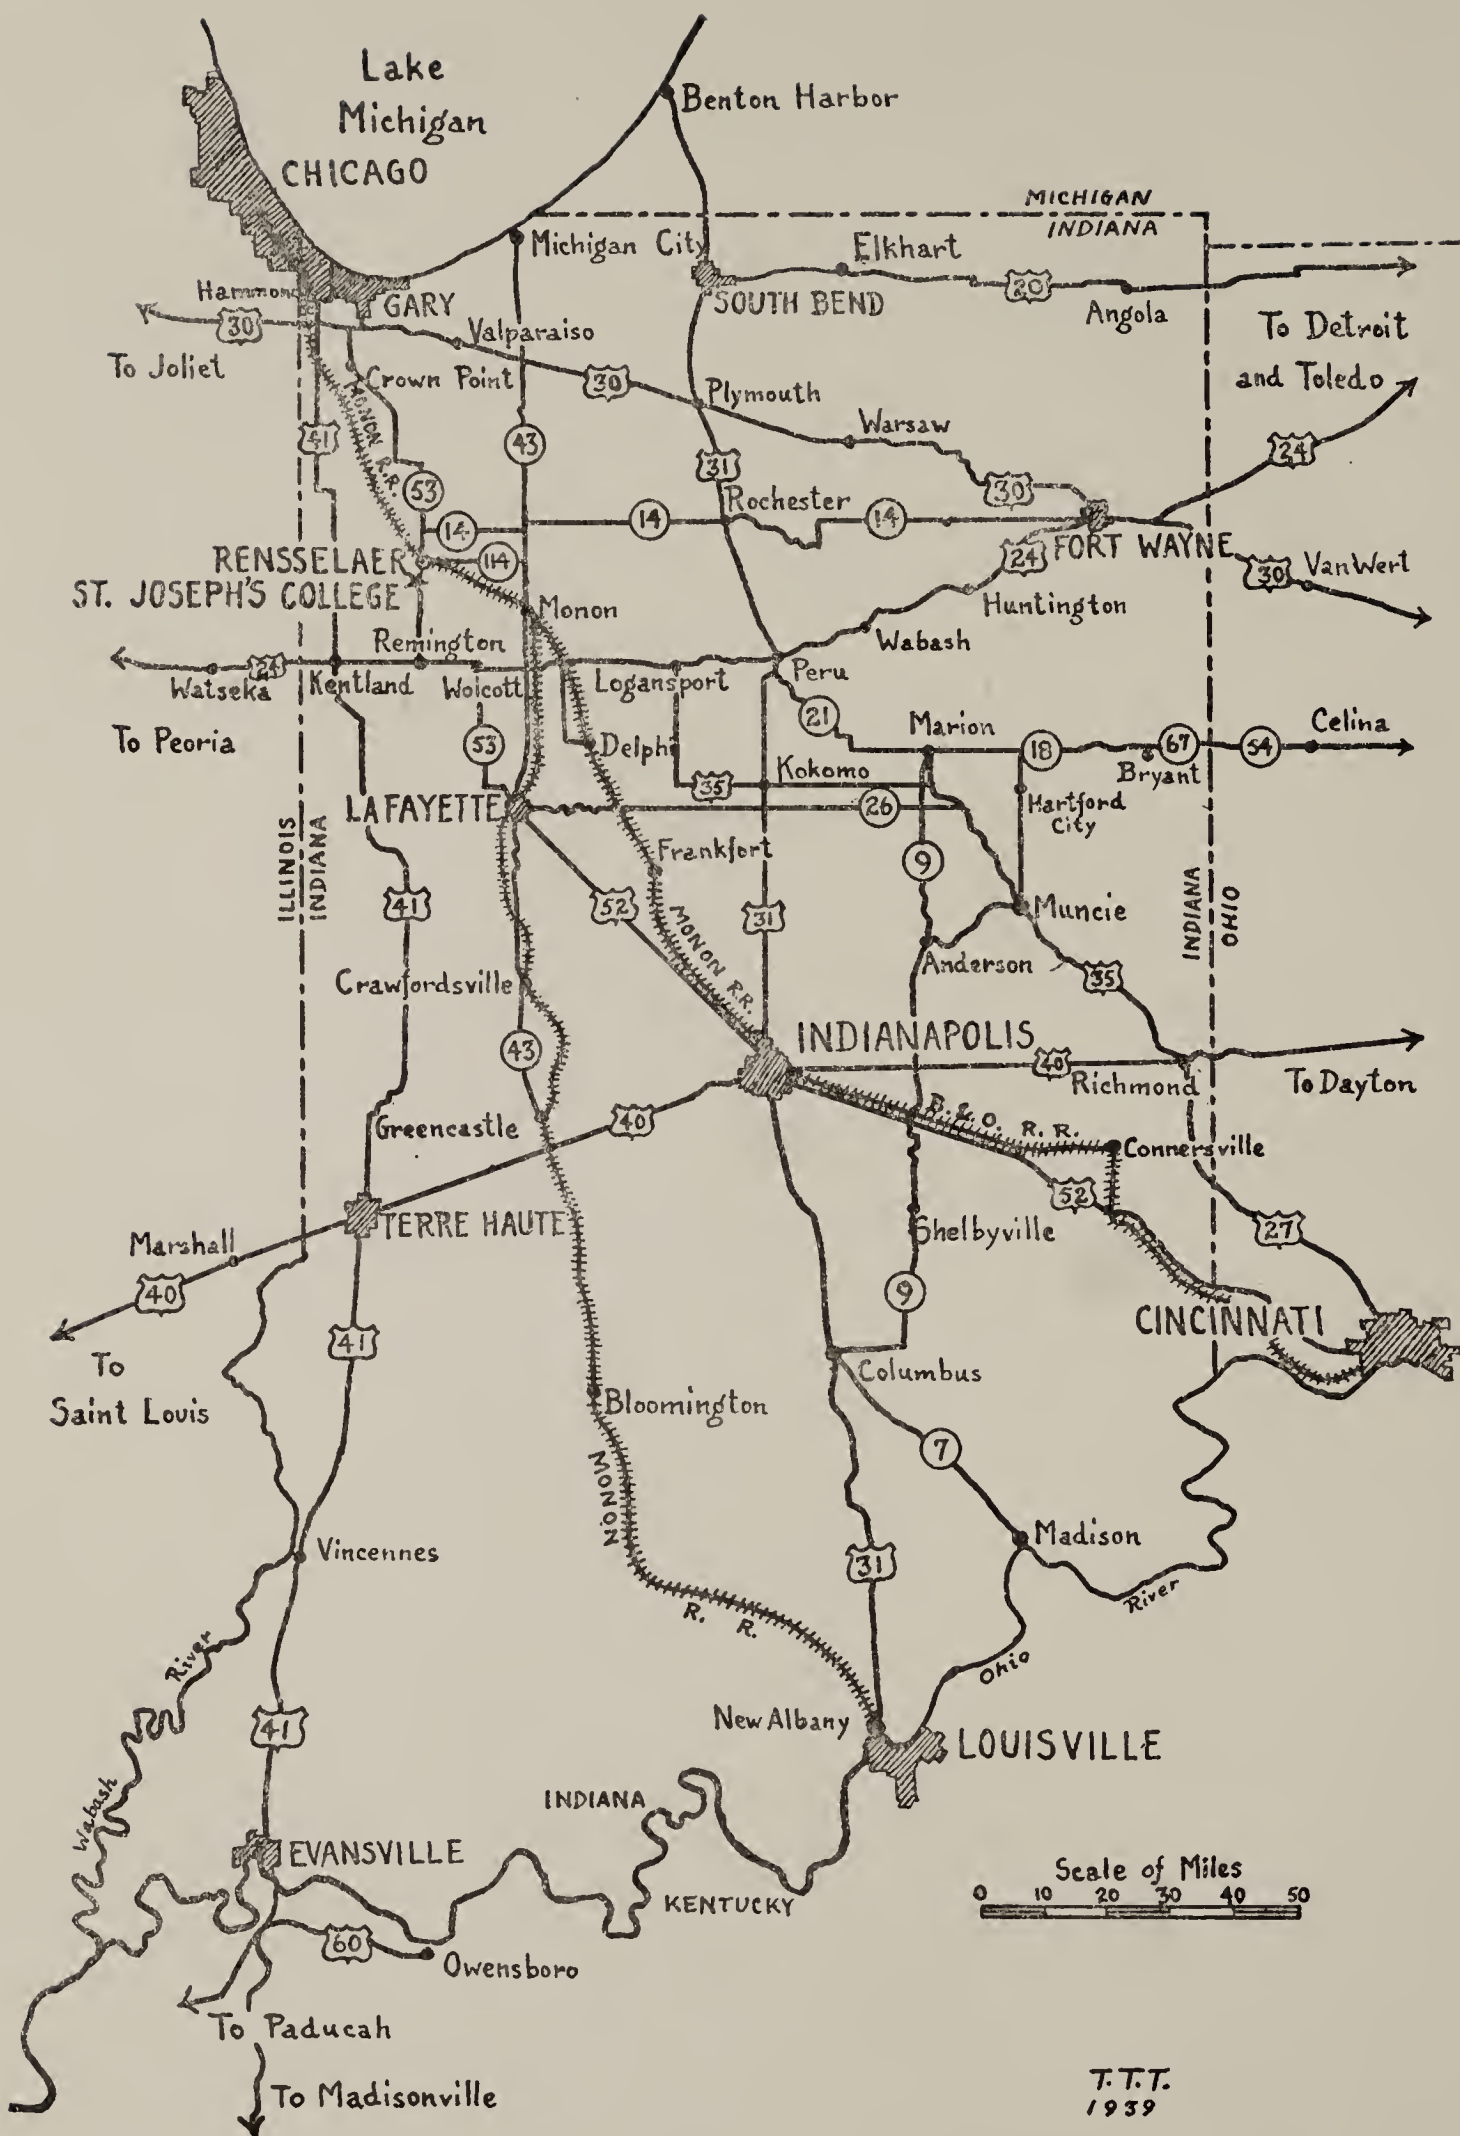 Lake
Michigan
Benton Harbor
CHICAGO
MICHIGAN
INDIANA
Michigan City
Elkhart
Hammond
GARY
SOUTH BEND
20
Angola
30
Valparaiso
To Detroit
and Toledo
To Joliet
Crown Point
30
Plymouth
Warsaw
MONON R.R.
41
43
31
24
53
30
Rochester
14
14
14
RENSSELAER
114
FORT WAYNE
24
ST. JOSEPH'S COLLEGE
30
Van Wert
Monon
Huntington
Remington
Wabash
24
Watseka
Kentland
Wolcott
Logansport
Peru
21
Marion
Celina
To Peoria
53
Delphi
18
67
54
Bryant
Kokomo
35
LAFAYETTE
26
Hartford
City
ILLINOIS
INDIANA
Frankfort
9
41
52
31
MONON R.R.
Muncie
INDIANA
OHIO
Anderson
35
Crawfordsville
INDIANAPOLIS
43
40
Richmond
To Dayton
Greencastle
40
B. & O. R. R.
Connersville
52
TERRE HAUTE
Shelbyville
27
Marshall
40
9
CINCINNATI
41
To
Saint Louis
Columbus
Bloomington
7
MONON
Vincennes
Madison
31
River
R. R.
River
Ohio
New Albany
LOUISVILLE
41
Wabash
INDIANA
EVANSVILLE
KENTUCKY
Scale of Miles
0 10 20 30 40 50
60
Owensboro
To Paducah
To Madisonville
T.T.T.
1939